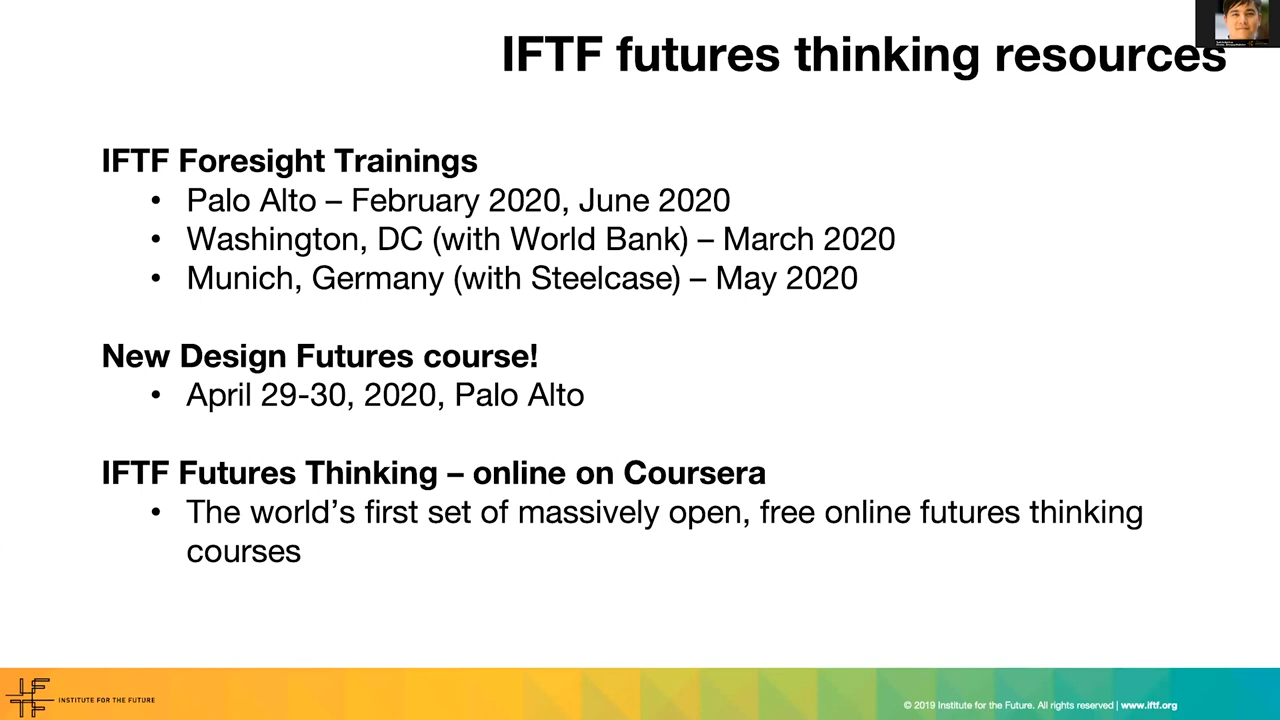 IFTF futures thinking resources
IFTF Foresight Trainings
• Palo Alto – February 2020, June 2020
• Washington, DC (with World Bank) – March 2020
• Munich, Germany (with Steelcase) – May 2020
New Design Futures course!
• April 29-30, 2020, Palo Alto
IFTF Futures Thinking – online on Coursera
• The world’s first set of massively open, free online futures thinking
courses
INSTITUTE FOR THE FUTURE
© 2019 Institute for the Future. All rights reserved | www.iftf.org